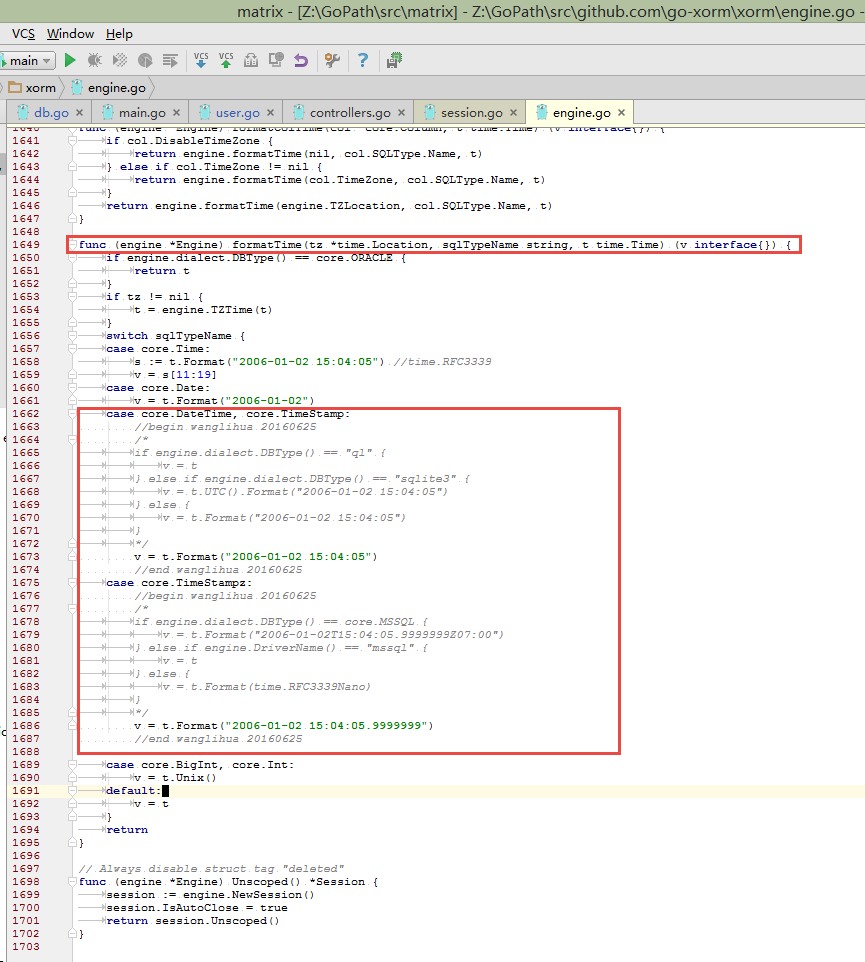 matrix - [Z:\GoPath\src\matrix] - Z:\GoPath\src\github.com\go-xorm\xorm\engine.go -
VCS Window Help
main
VCS VCS
xorm engine.go
db.go × main.go × user.go × controllers.go × session.go × engine.go ×
1640 func (engine *Engine) formatColTime(col *core.Column, t time.Time) (v interface{}) {
1641 if col.DisableTimeZone {
1642 return engine.formatTime(nil, col.SQLType.Name, t)
1643 } else if col.TimeZone != nil {
1644 return engine.formatTime(col.TimeZone, col.SQLType.Name, t)
1645 }
1646 return engine.formatTime(engine.TZLocation, col.SQLType.Name, t)
1647 }
1648
1649 func (engine *Engine) formatTime(tz *time.Location, sqlTypeName string, t time.Time) (v interface{}) {
1650 if engine.dialect.DBType() == core.ORACLE {
1651 return t
1652 }
1653 if tz != nil {
1654 t = engine.TZTime(t)
1655 }
1656 switch sqlTypeName {
1657 case core.Time:
1658 s := t.Format("2006-01-02 15:04:05") //time.RFC3339
1659 v = s[11:19]
1660 case core.Date:
1661 v = t.Format("2006-01-02")
1662 case core.DateTime, core.TimeStamp:
1663 //begin wanglihua 20160625
1664 /*
1665 if engine.dialect.DBType() == "ql" {
1666 v = t
1667 } else if engine.dialect.DBType() == "sqlite3" {
1668 v = t.UTC().Format("2006-01-02 15:04:05")
1669 } else {
1670 v = t.Format("2006-01-02 15:04:05")
1671 }
1672 */
1673 v = t.Format("2006-01-02 15:04:05")
1674 //end wanglihua 20160625
1675 case core.TimeStampz:
1676 //begin wanglihua 20160625
1677 /*
1678 if engine.dialect.DBType() == core.MSSQL {
1679 v = t.Format("2006-01-02T15:04:05.9999999Z07:00")
1680 } else if engine.DriverName() == "mssql" {
1681 v = t
1682 } else {
1683 v = t.Format(time.RFC3339Nano)
1684 }
1685 */
1686 v = t.Format("2006-01-02 15:04:05.9999999")
1687 //end wanglihua 20160625
1688
1689 case core.BigInt, core.Int:
1690 v = t.Unix()
1691 default:
1692 v = t
1693 }
1694 return
1695 }
1696
1697 // Always disable struct tag "deleted"
1698 func (engine *Engine) Unscoped() *Session {
1699 session := engine.NewSession()
1700 session.IsAutoClose = true
1701 return session.Unscoped()
1702 }
1703